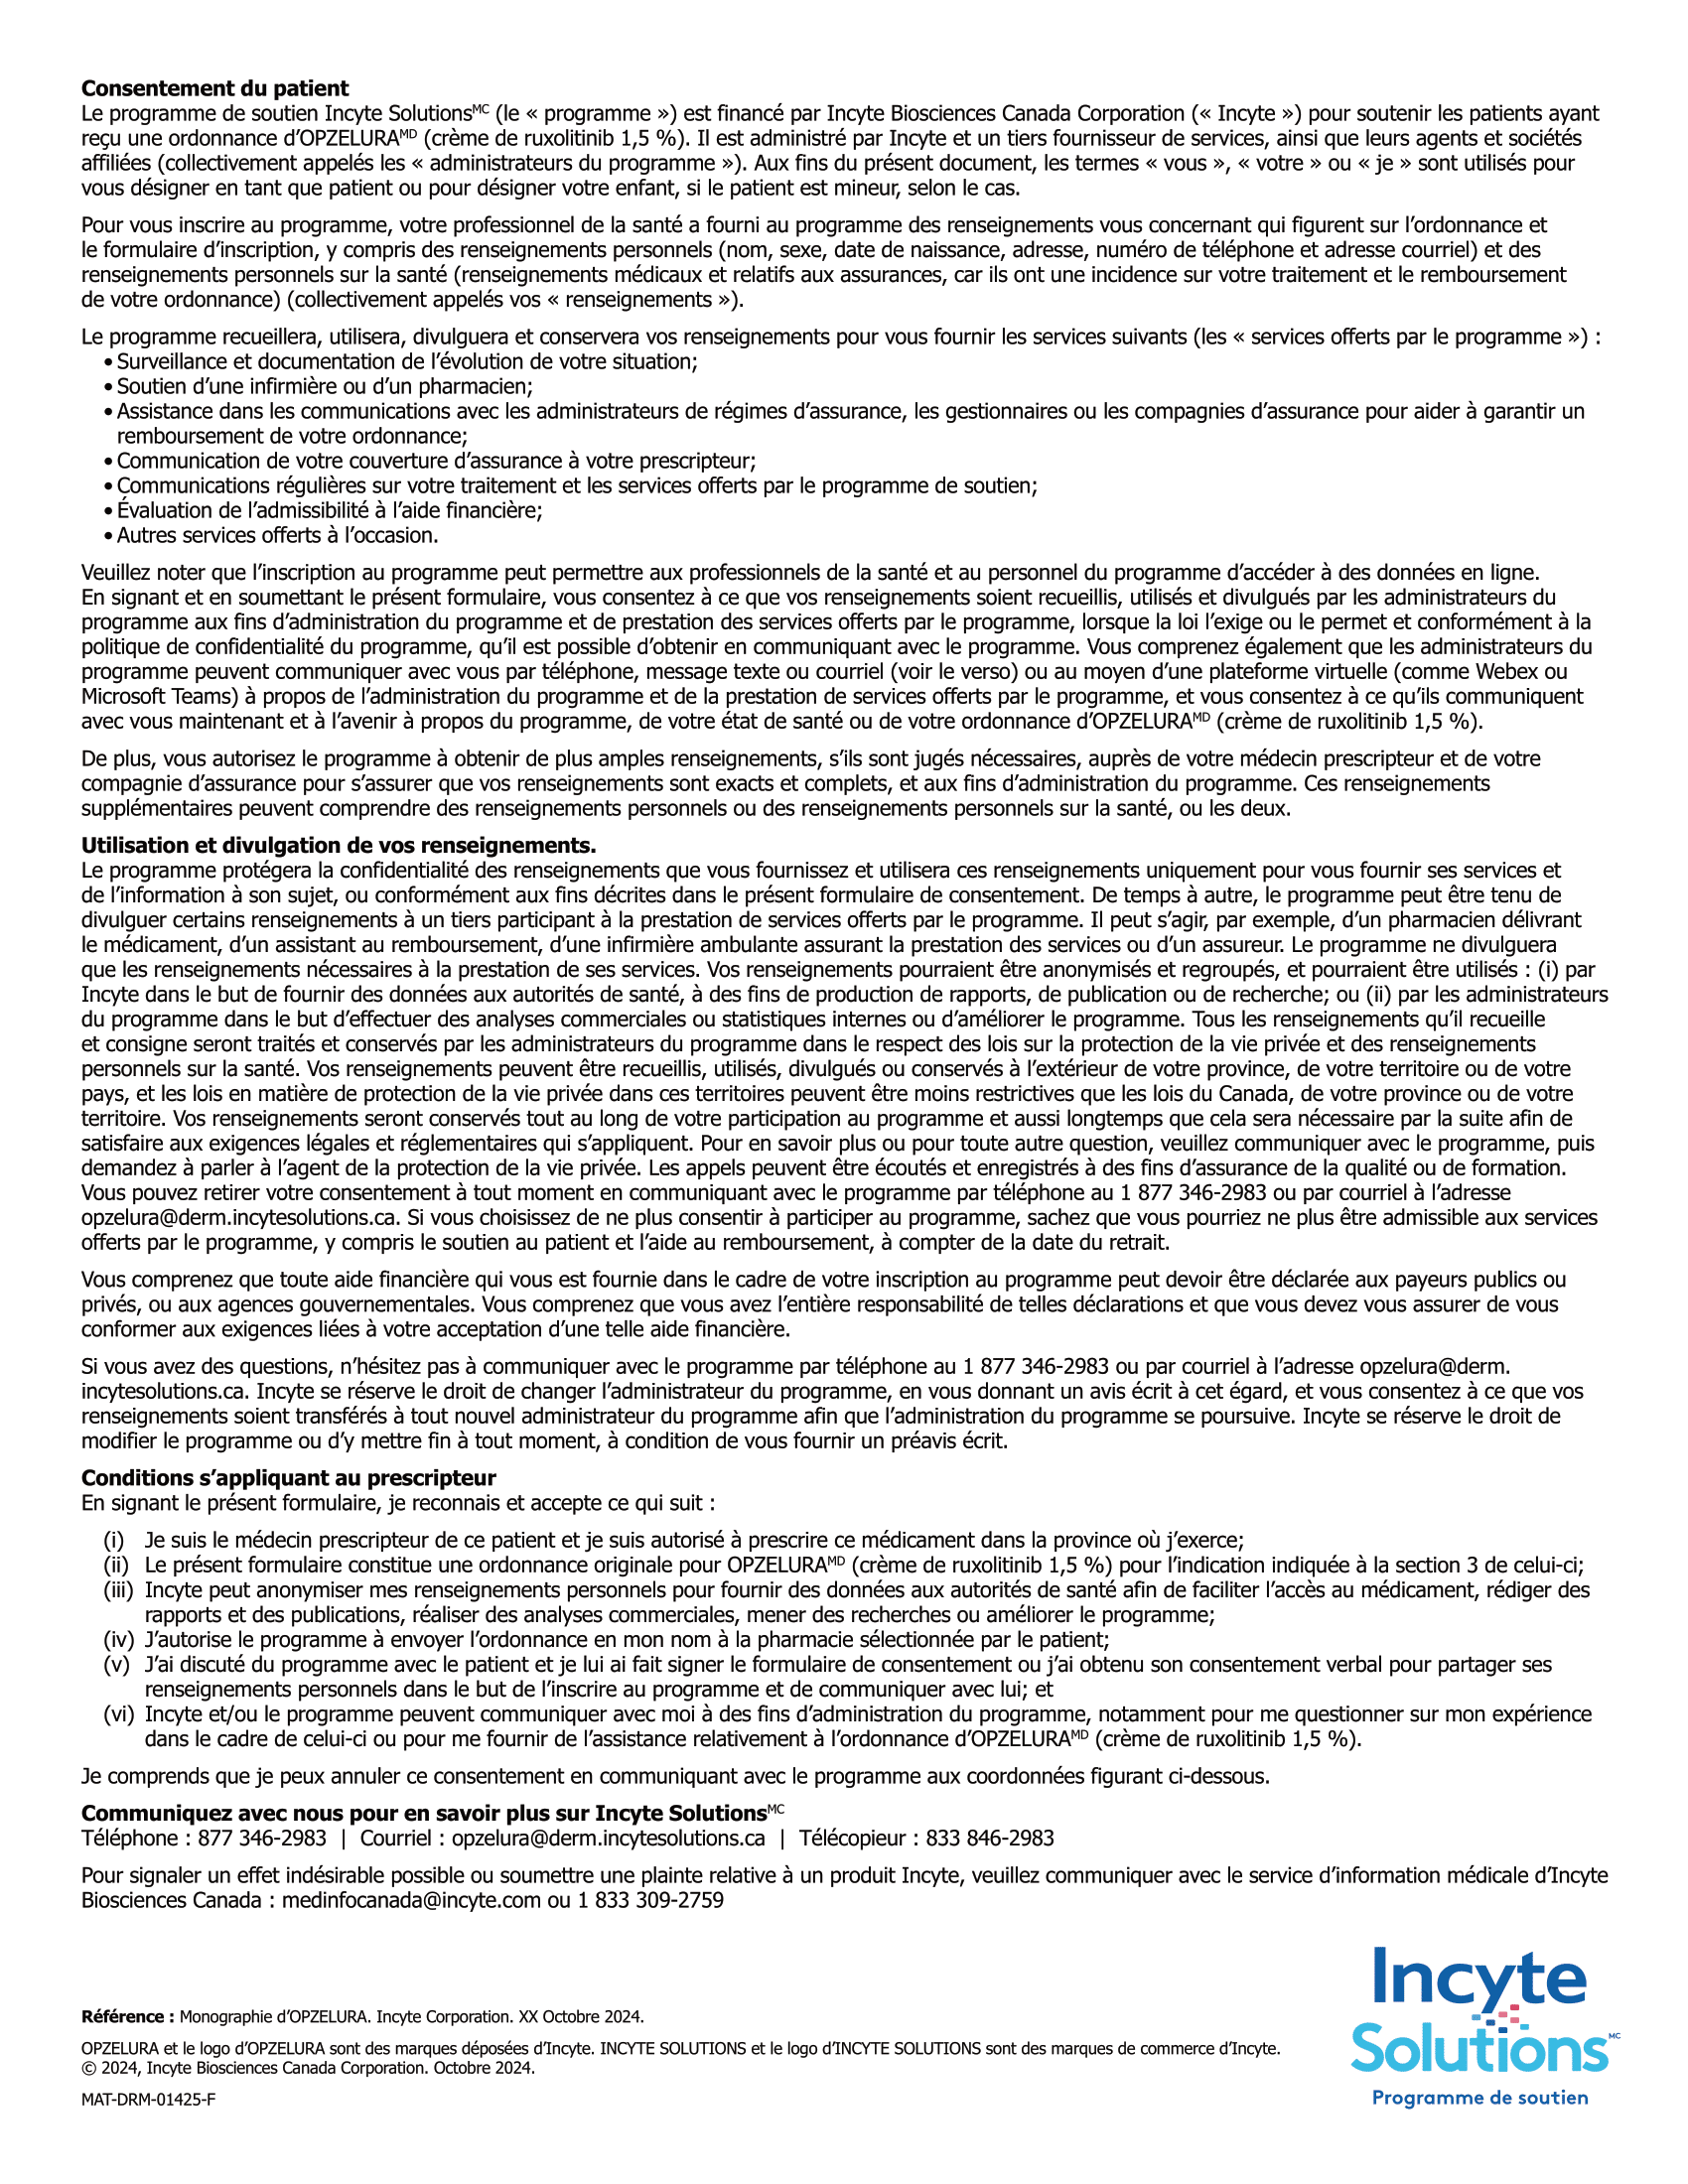 Consentement du patient
Le programme de soutien Incyte Solutionsᴹᶜ (le « programme ») est financé par Incyte Biosciences Canada Corporation (« Incyte ») pour soutenir les patients ayant
reçu une ordonnance d’OPZELURAᴹᴰ (crème de ruxolitinib 1,5 %). Il est administré par Incyte et un tiers fournisseur de services, ainsi que leurs agents et sociétés
affiliées (collectivement appelés les « administrateurs du programme »). Aux fins du présent document, les termes « vous », « votre » ou « je » sont utilisés pour
vous désigner en tant que patient ou pour désigner votre enfant, si le patient est mineur, selon le cas.
Pour vous inscrire au programme, votre professionnel de la santé a fourni au programme des renseignements vous concernant qui figurent sur l’ordonnance et
le formulaire d’inscription, y compris des renseignements personnels (nom, sexe, date de naissance, adresse, numéro de téléphone et adresse courriel) et des
renseignements personnels sur la santé (renseignements médicaux et relatifs aux assurances, car ils ont une incidence sur votre traitement et le remboursement
de votre ordonnance) (collectivement appelés vos « renseignements »).
Le programme recueillera, utilisera, divulguera et conservera vos renseignements pour vous fournir les services suivants (les « services offerts par le programme ») :
• Surveillance et documentation de l’évolution de votre situation;
• Soutien d’une infirmière ou d’un pharmacien;
• Assistance dans les communications avec les administrateurs de régimes d’assurance, les gestionnaires ou les compagnies d’assurance pour aider à garantir un
remboursement de votre ordonnance;
• Communication de votre couverture d’assurance à votre prescripteur;
• Communications régulières sur votre traitement et les services offerts par le programme de soutien;
• Évaluation de l’admissibilité à l’aide financière;
• Autres services offerts à l’occasion.
Veuillez noter que l’inscription au programme peut permettre aux professionnels de la santé et au personnel du programme d’accéder à des données en ligne.
En signant et en soumettant le présent formulaire, vous consentez à ce que vos renseignements soient recueillis, utilisés et divulgués par les administrateurs du
programme aux fins d’administration du programme et de prestation des services offerts par le programme, lorsque la loi l’exige ou le permet et conformément à la
politique de confidentialité du programme, qu’il est possible d’obtenir en communiquant avec le programme. Vous comprenez également que les administrateurs du
programme peuvent communiquer avec vous par téléphone, message texte ou courriel (voir le verso) ou au moyen d’une plateforme virtuelle (comme Webex ou
Microsoft Teams) à propos de l’administration du programme et de la prestation de services offerts par le programme, et vous consentez à ce qu’ils communiquent
avec vous maintenant et à l’avenir à propos du programme, de votre état de santé ou de votre ordonnance d’OPZELURAᴹᴰ (crème de ruxolitinib 1,5 %).
De plus, vous autorisez le programme à obtenir de plus amples renseignements, s’ils sont jugés nécessaires, auprès de votre médecin prescripteur et de votre
compagnie d’assurance pour s’assurer que vos renseignements sont exacts et complets, et aux fins d’administration du programme. Ces renseignements
supplémentaires peuvent comprendre des renseignements personnels ou des renseignements personnels sur la santé, ou les deux.
Utilisation et divulgation de vos renseignements.
Le programme protégera la confidentialité des renseignements que vous fournissez et utilisera ces renseignements uniquement pour vous fournir ses services et
de l’information à son sujet, ou conformément aux fins décrites dans le présent formulaire de consentement. De temps à autre, le programme peut être tenu de
divulguer certains renseignements à un tiers participant à la prestation de services offerts par le programme. Il peut s’agir, par exemple, d’un pharmacien délivrant
le médicament, d’un assistant au remboursement, d’une infirmière ambulante assurant la prestation des services ou d’un assureur. Le programme ne divulguera
que les renseignements nécessaires à la prestation de ses services. Vos renseignements pourraient être anonymisés et regroupés, et pourraient être utilisés : (i) par
Incyte dans le but de fournir des données aux autorités de santé, à des fins de production de rapports, de publication ou de recherche; ou (ii) par les administrateurs
du programme dans le but d’effectuer des analyses commerciales ou statistiques internes ou d’améliorer le programme. Tous les renseignements qu’il recueille
et consigne seront traités et conservés par les administrateurs du programme dans le respect des lois sur la protection de la vie privée et des renseignements
personnels sur la santé. Vos renseignements peuvent être recueillis, utilisés, divulgués ou conservés à l’extérieur de votre province, de votre territoire ou de votre
pays, et les lois en matière de protection de la vie privée dans ces territoires peuvent être moins restrictives que les lois du Canada, de votre province ou de votre
territoire. Vos renseignements seront conservés tout au long de votre participation au programme et aussi longtemps que cela sera nécessaire par la suite afin de
satisfaire aux exigences légales et réglementaires qui s’appliquent. Pour en savoir plus ou pour toute autre question, veuillez communiquer avec le programme, puis
demandez à parler à l’agent de la protection de la vie privée. Les appels peuvent être écoutés et enregistrés à des fins d’assurance de la qualité ou de formation.
Vous pouvez retirer votre consentement à tout moment en communiquant avec le programme par téléphone au 1 877 346-2983 ou par courriel à l’adresse
opzelura@derm.incytesolutions.ca. Si vous choisissez de ne plus consentir à participer au programme, sachez que vous pourriez ne plus être admissible aux services
offerts par le programme, y compris le soutien au patient et l’aide au remboursement, à compter de la date du retrait.
Vous comprenez que toute aide financière qui vous est fournie dans le cadre de votre inscription au programme peut devoir être déclarée aux payeurs publics ou
privés, ou aux agences gouvernementales. Vous comprenez que vous avez l’entière responsabilité de telles déclarations et que vous devez vous assurer de vous
conformer aux exigences liées à votre acceptation d’une telle aide financière.
Si vous avez des questions, n’hésitez pas à communiquer avec le programme par téléphone au 1 877 346-2983 ou par courriel à l’adresse opzelura@derm.
incytesolutions.ca. Incyte se réserve le droit de changer l’administrateur du programme, en vous donnant un avis écrit à cet égard, et vous consentez à ce que vos
renseignements soient transférés à tout nouvel administrateur du programme afin que l’administration du programme se poursuive. Incyte se réserve le droit de
modifier le programme ou d’y mettre fin à tout moment, à condition de vous fournir un préavis écrit.
Conditions s’appliquant au prescripteur
En signant le présent formulaire, je reconnais et accepte ce qui suit :
(i) Je suis le médecin prescripteur de ce patient et je suis autorisé à prescrire ce médicament dans la province où j’exerce;
(ii) Le présent formulaire constitue une ordonnance originale pour OPZELURAᴹᴰ (crème de ruxolitinib 1,5 %) pour l’indication indiquée à la section 3 de celui-ci;
(iii) Incyte peut anonymiser mes renseignements personnels pour fournir des données aux autorités de santé afin de faciliter l’accès au médicament, rédiger des
rapports et des publications, réaliser des analyses commerciales, mener des recherches ou améliorer le programme;
(iv) J’autorise le programme à envoyer l’ordonnance en mon nom à la pharmacie sélectionnée par le patient;
(v) J’ai discuté du programme avec le patient et je lui ai fait signer le formulaire de consentement ou j’ai obtenu son consentement verbal pour partager ses
renseignements personnels dans le but de l’inscrire au programme et de communiquer avec lui; et
(vi) Incyte et/ou le programme peuvent communiquer avec moi à des fins d’administration du programme, notamment pour me questionner sur mon expérience
dans le cadre de celui-ci ou pour me fournir de l’assistance relativement à l’ordonnance d’OPZELURAᴹᴰ (crème de ruxolitinib 1,5 %).
Je comprends que je peux annuler ce consentement en communiquant avec le programme aux coordonnées figurant ci-dessous.
Communiquez avec nous pour en savoir plus sur Incyte Solutionsᴹᶜ
Téléphone : 877 346-2983 | Courriel : opzelura@derm.incytesolutions.ca | Télécopieur : 833 846-2983
Pour signaler un effet indésirable possible ou soumettre une plainte relative à un produit Incyte, veuillez communiquer avec le service d’information médicale d’Incyte
Biosciences Canada : medinfocanada@incyte.com ou 1 833 309-2759
Référence : Monographie d’OPZELURA. Incyte Corporation. XX Octobre 2024.
OPZELURA et le logo d’OPZELURA sont des marques déposées d’Incyte. INCYTE SOLUTIONS et le logo d’INCYTE SOLUTIONS sont des marques de commerce d’Incyte.
© 2024, Incyte Biosciences Canada Corporation. Octobre 2024.
MAT-DRM-01425-F
Incyte
Solutionsᴹᶜ
Programme de soutien